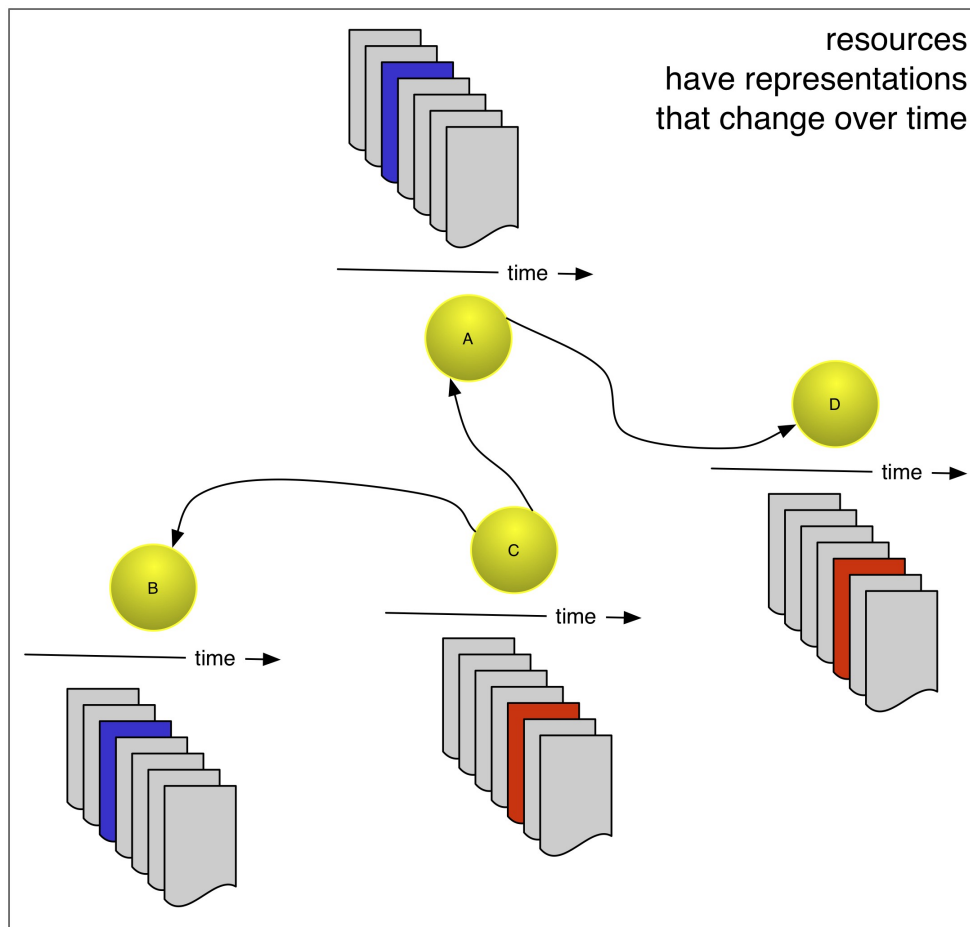 resources
have representations
that change over time
time
A
D
time
C
B
time
time